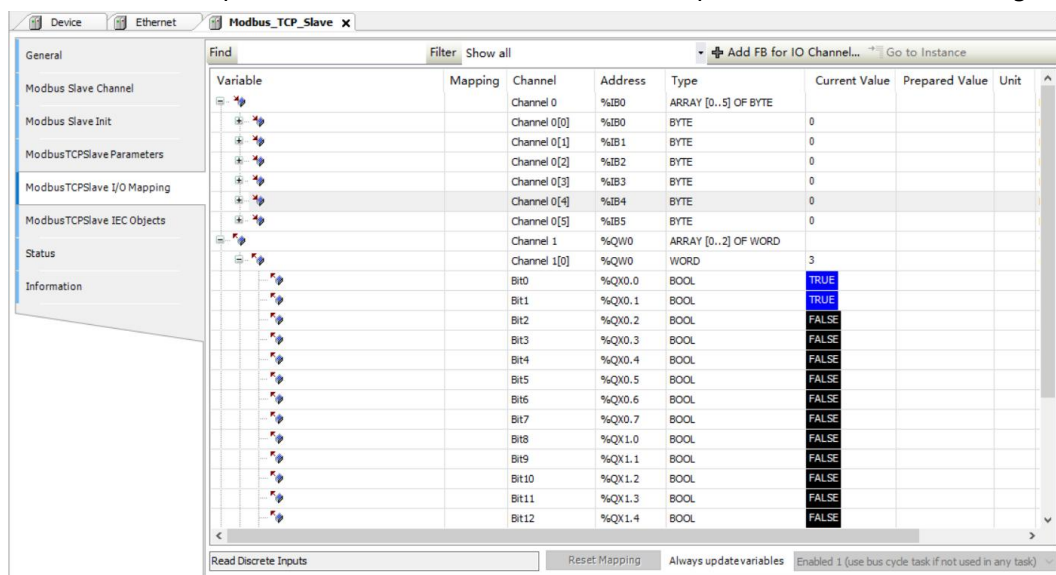 Device Ethernet Modbus_TCP_Slave x
General
Modbus Slave Channel
Modbus Slave Init
ModbusTCPSlave Parameters
ModbusTCPSlave I/O Mapping
ModbusTCPSlave IEC Objects
Status
Information
Find Filter Show all Add FB for IO Channel... Go to Instance
Variable Mapping Channel Address Type Current Value Prepared Value Unit
Channel 0 %IB0 ARRAY [0..5] OF BYTE
Channel 0[0] %IB0 BYTE 0
Channel 0[1] %IB1 BYTE 0
Channel 0[2] %IB2 BYTE 0
Channel 0[3] %IB3 BYTE 0
Channel 0[4] %IB4 BYTE 0
Channel 0[5] %IB5 BYTE 0
Channel 1 %QW0 ARRAY [0..2] OF WORD
Channel 1[0] %QW0 WORD 3
Bit0 %QX0.0 BOOL TRUE
Bit1 %QX0.1 BOOL TRUE
Bit2 %QX0.2 BOOL FALSE
Bit3 %QX0.3 BOOL FALSE
Bit4 %QX0.4 BOOL FALSE
Bit5 %QX0.5 BOOL FALSE
Bit6 %QX0.6 BOOL FALSE
Bit7 %QX0.7 BOOL FALSE
Bit8 %QX1.0 BOOL FALSE
Bit9 %QX1.1 BOOL FALSE
Bit10 %QX1.2 BOOL FALSE
Bit11 %QX1.3 BOOL FALSE
Bit12 %QX1.4 BOOL FALSE
Read Discrete Inputs Reset Mapping Always update variables Enabled 1 (use bus cycle task if not used in any task)